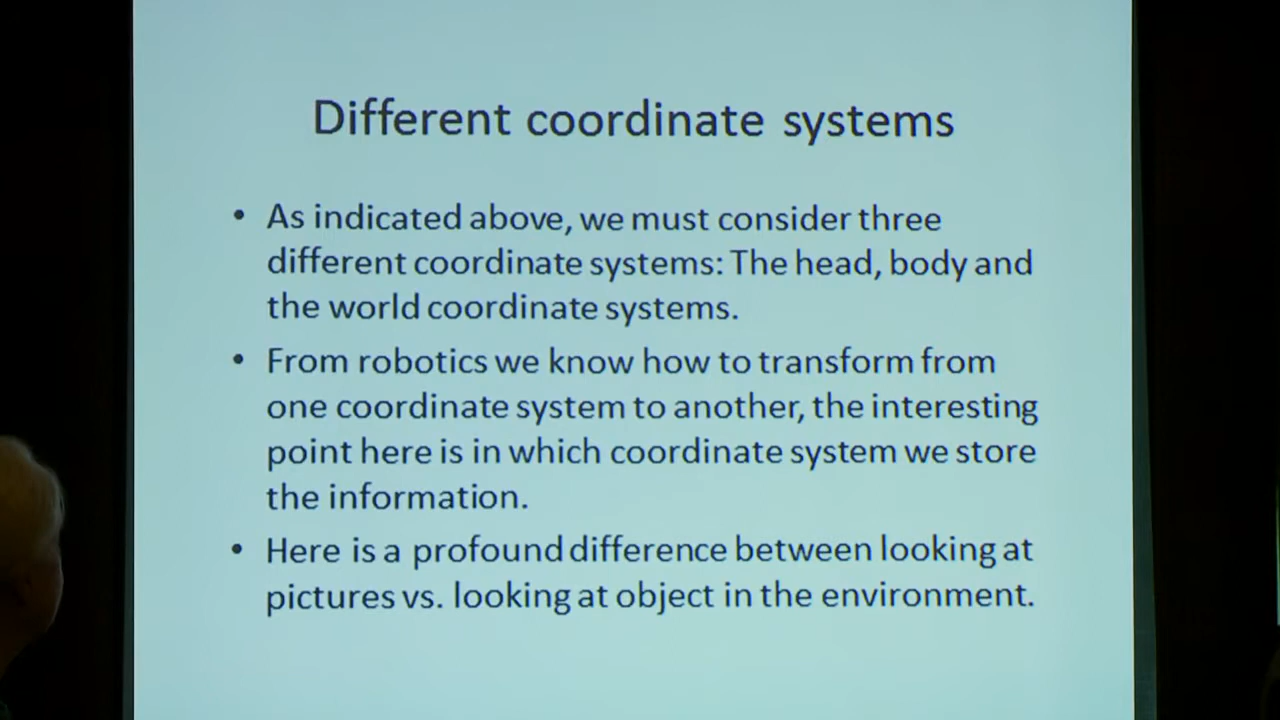 Different coordinate systems
• As indicated above, we must consider three
different coordinate systems: The head, body and
the world coordinate systems.
• From robotics we know how to transform from
one coordinate system to another, the interesting
point here is in which coordinate system we store
the information.
• Here is a profound difference between looking at
pictures vs. looking at object in the environment.